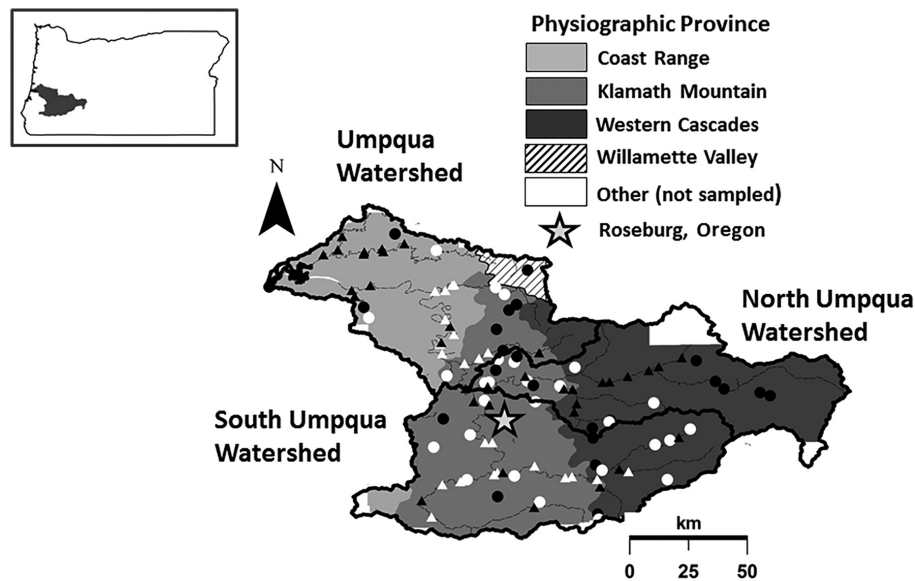 Physiographic Province
Coast Range
Klamath Mountain
Western Cascades
Willamette Valley
Other (not sampled)
Roseburg, Oregon
Umpqua
Watershed
N
North Umpqua
Watershed
South Umpqua
Watershed
km
0 25 50